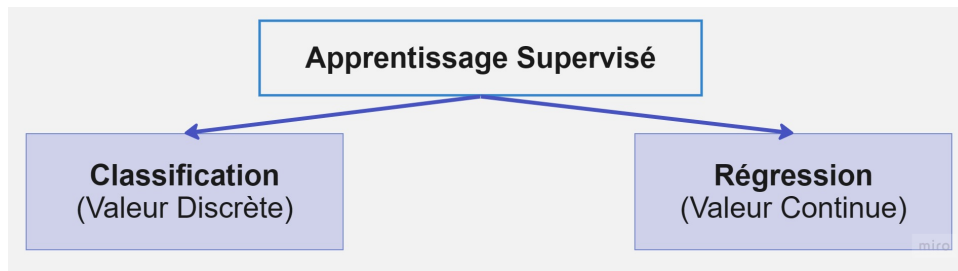 Apprentissage Supervisé
Classification
(Valeur Discrète)
Régression
(Valeur Continue)
miro